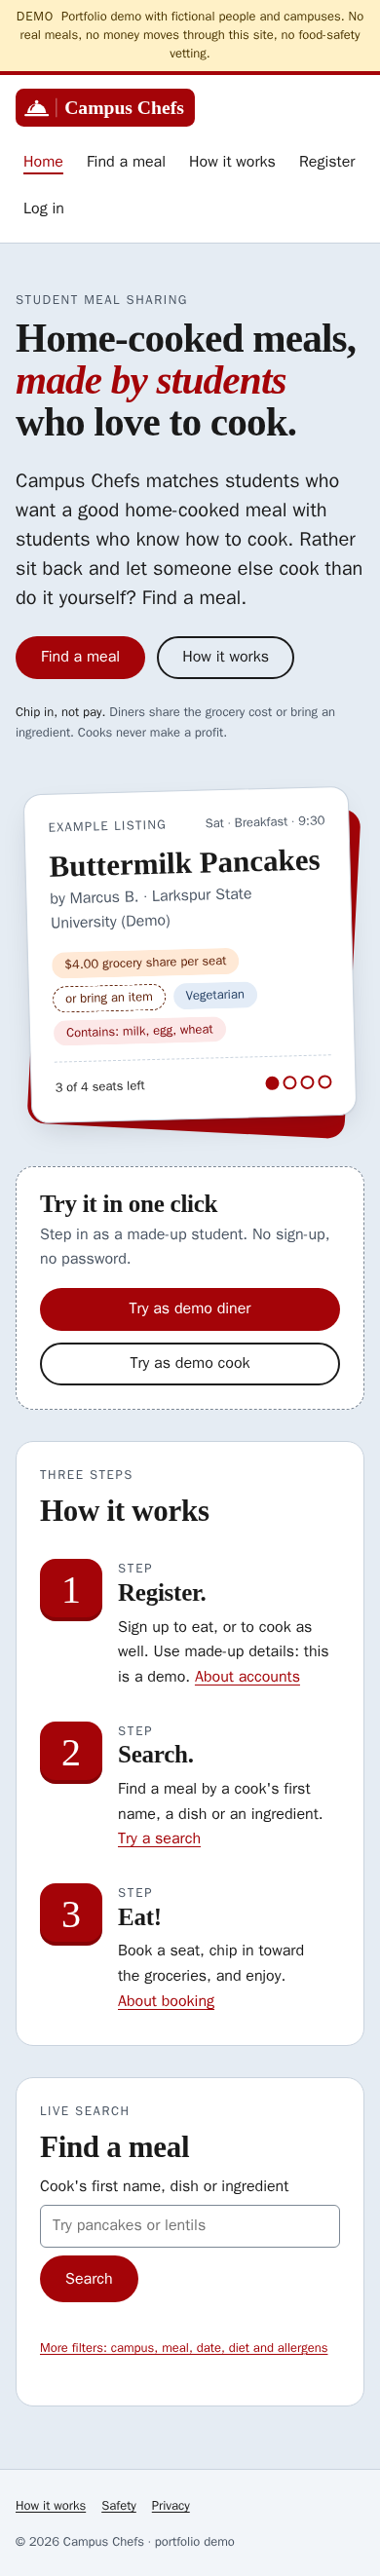 DEMO Portfolio demo with fictional people and campuses. No
real meals, no money moves through this site, no food-safety
vetting.
Campus Chefs
Home Find a meal How it works Register
Log in
STUDENT MEAL SHARING
Home-cooked meals,
made by students
who love to cook.
Campus Chefs matches students who
want a good home-cooked meal with
students who know how to cook. Rather
sit back and let someone else cook than
do it yourself? Find a meal.
Find a meal How it works
Chip in, not pay. Diners share the grocery cost or bring an
ingredient. Cooks never make a profit.
EXAMPLE LISTING Sat · Breakfast · 9:30
Buttermilk Pancakes
by Marcus B. · Larkspur State
University (Demo)
$4.00 grocery share per seat
or bring an item Vegetarian
Contains: milk, egg, wheat
3 of 4 seats left
Try it in one click
Step in as a made-up student. No sign-up,
no password.
Try as demo diner
Try as demo cook
THREE STEPS
How it works
1
STEP
Register.
Sign up to eat, or to cook as
well. Use made-up details: this
is a demo. About accounts
2
STEP
Search.
Find a meal by a cook's first
name, a dish or an ingredient.
Try a search
3
STEP
Eat!
Book a seat, chip in toward
the groceries, and enjoy.
About booking
LIVE SEARCH
Find a meal
Cook's first name, dish or ingredient
Try pancakes or lentils
Search
More filters: campus, meal, date, diet and allergens
How it works Safety Privacy
© 2026 Campus Chefs · portfolio demo